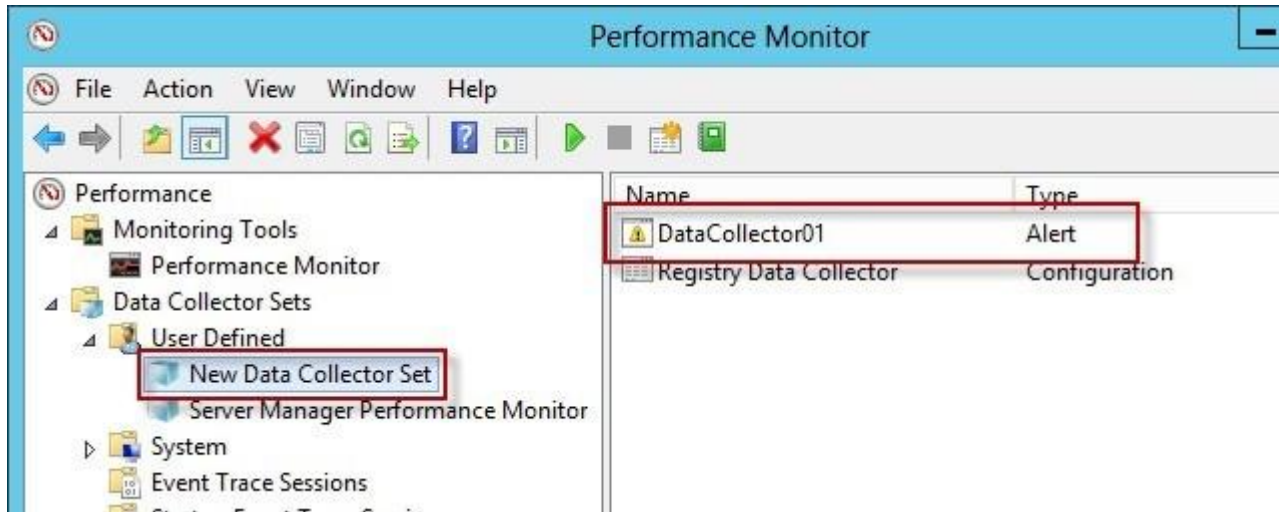 Performance Monitor
File Action View Window Help
Performance
Monitoring Tools
Performance Monitor
Data Collector Sets
User Defined
New Data Collector Set
Server Manager Performance Monitor
System
Event Trace Sessions
Name Type
DataCollector01 Alert
Registry Data Collector Configuration